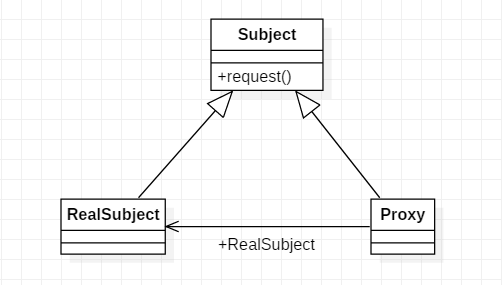 Subject
+request()
RealSubject
Proxy
+RealSubject